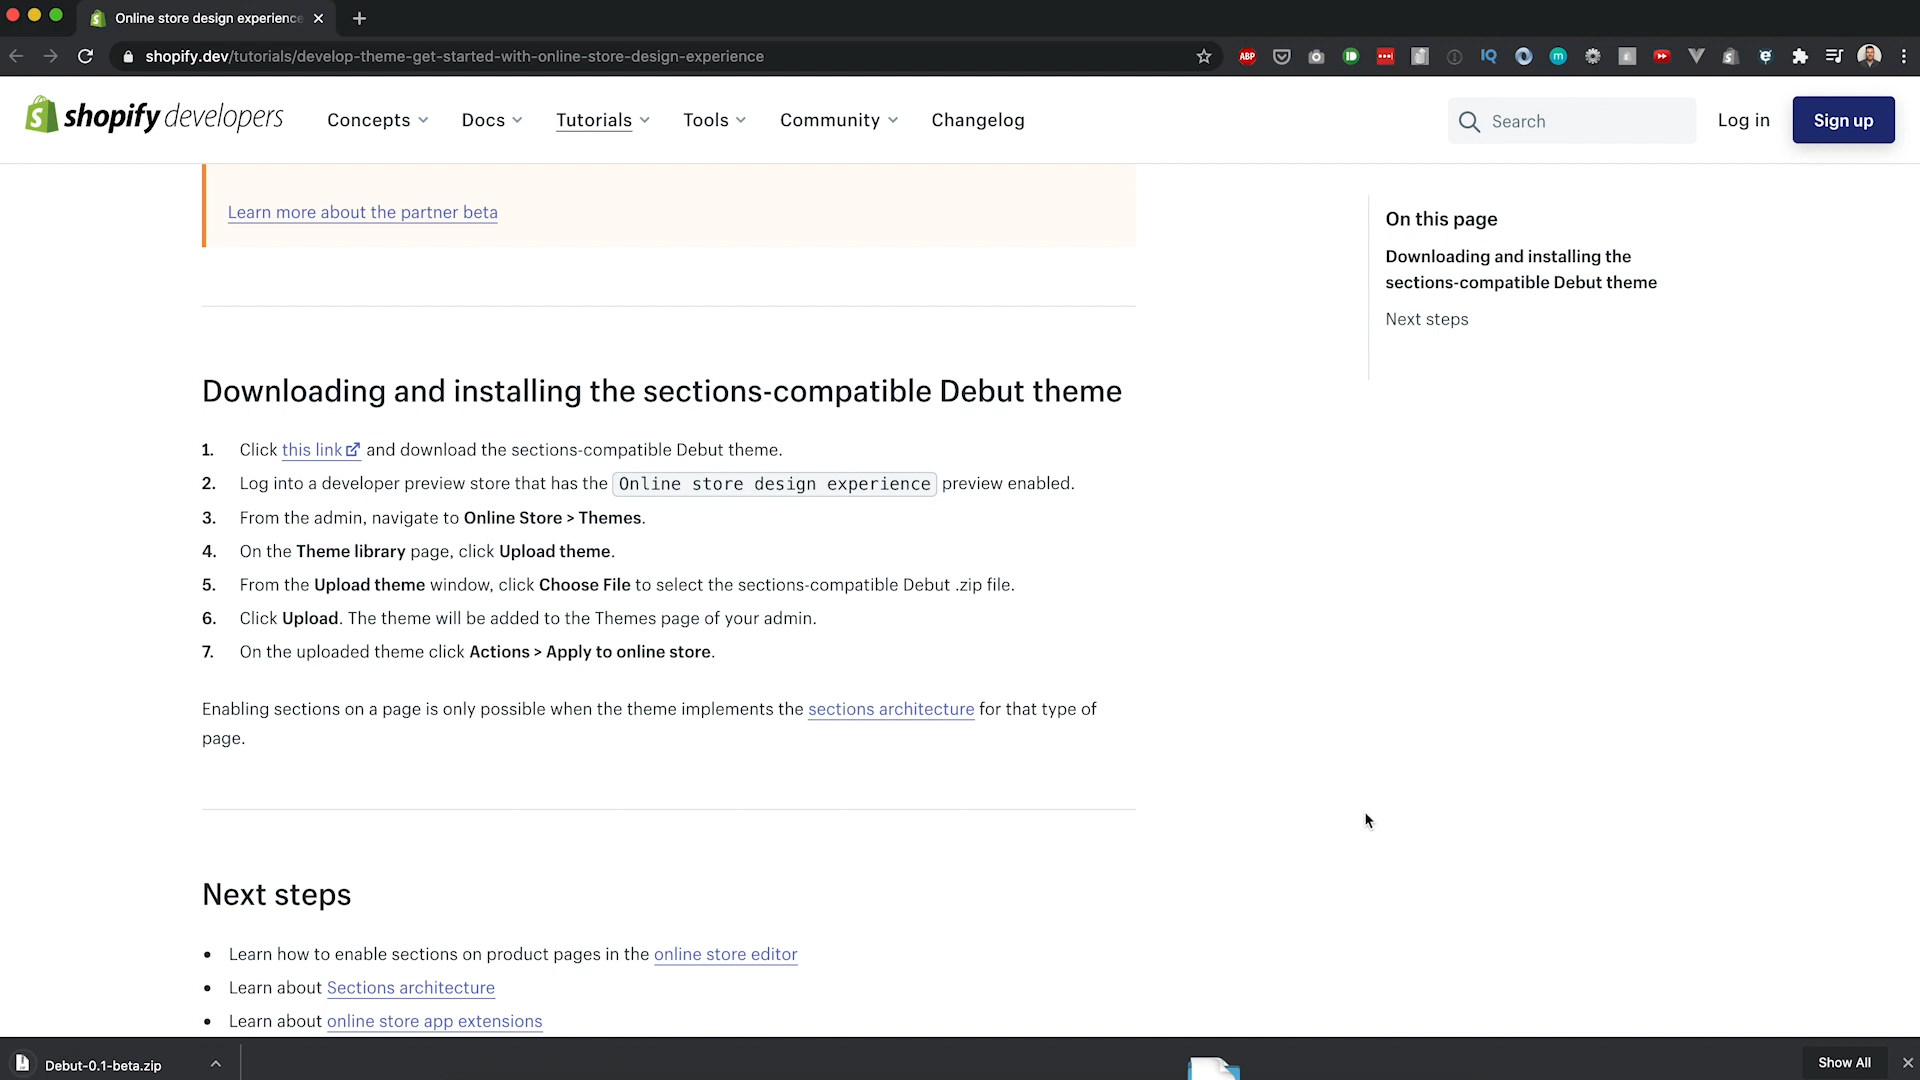 Online store design experience
shopify.dev/tutorials/develop-theme-get-started-with-online-store-design-experience
ABP
IQ
m
shopify developers
Concepts
Docs
Tutorials
Tools
Community
Changelog
Search
Log in
Sign up
Learn more about the partner beta
On this page
Downloading and installing the
sections-compatible Debut theme
Next steps
Downloading and installing the sections-compatible Debut theme
1. Click this link and download the sections-compatible Debut theme.
2. Log into a developer preview store that has the Online store design experience preview enabled.
3. From the admin, navigate to Online Store > Themes.
4. On the Theme library page, click Upload theme.
5. From the Upload theme window, click Choose File to select the sections-compatible Debut .zip file.
6. Click Upload. The theme will be added to the Themes page of your admin.
7. On the uploaded theme click Actions > Apply to online store.
Enabling sections on a page is only possible when the theme implements the sections architecture for that type of
page.
Next steps
• Learn how to enable sections on product pages in the online store editor
• Learn about Sections architecture
• Learn about online store app extensions
Debut-0.1-beta.zip
Show All